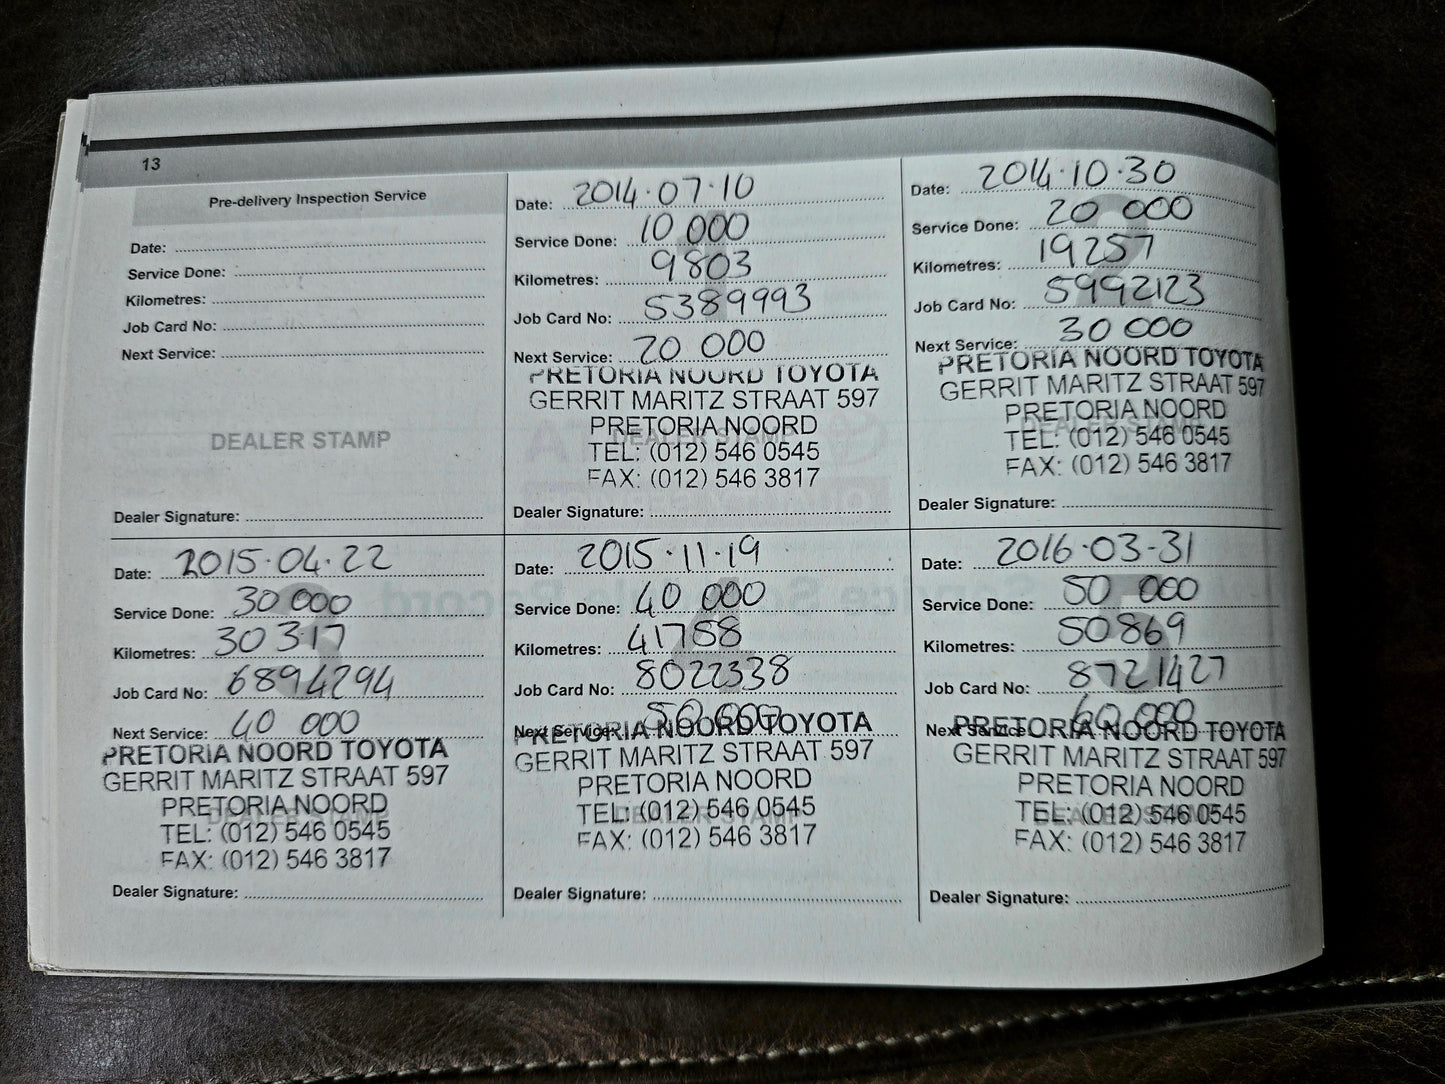 13
Pre-delivery Inspection Service
Date:
Service Done:
Kilometres:
Job Card No:
Next Service:
DEALER STAMP
Dealer Signature:
Date: 2014.07.10
Service Done: 10 000
Kilometres: 9803
Job Card No: 5389993
Next Service: 20 000
PRETORIA NOORD TOYOTA
GERRIT MARITZ STRAAT 597
PRETORIA NOORD
DEALER STAMP
TEL: (012) 546 0545
FAX: (012) 546 3817
Dealer Signature:
Date: 2014.10.30
Service Done: 20 000
Kilometres: 19257
Job Card No: 5992123
Next Service: 30 000
PRETORIA NOORD TOYOTA
GERRIT MARITZ STRAAT 597
PRETORIA NOORD
DEALER STAMP
TEL: (012) 546 0545
FAX: (012) 546 3817
Dealer Signature:
Date: 2015.04.22
Service Done: 30 000
Kilometres: 30317
Job Card No: 6894294
Next Service: 40 000
PRETORIA NOORD TOYOTA
GERRIT MARITZ STRAAT 597
PRETORIA NOORD
DEALER STAMP
TEL: (012) 546 0545
FAX: (012) 546 3817
Dealer Signature:
Date: 2015.11.19
Service Done: 40 000
Kilometres: 41758
Job Card No: 8022338
Next Service: 50 000
PRETORIA NOORD TOYOTA
GERRIT MARITZ STRAAT 597
PRETORIA NOORD
TEL: (012) 546 0545
DEALER STAMP
FAX: (012) 546 3817
Dealer Signature:
Date: 2016.03.31
Service Done: 50 000
Kilometres: 50869
Job Card No: 8721427
Next Service: 60 000
PRETORIA NOORD TOYOTA
GERRIT MARITZ STRAAT 597
PRETORIA NOORD
TEL: (012) 546 0545
DEALER STAMP
FAX: (012) 546 3817
Dealer Signature: